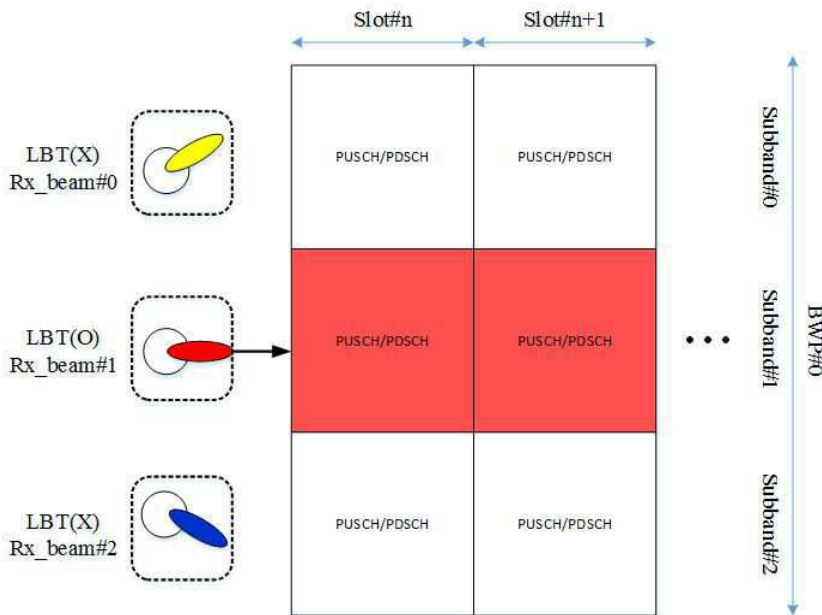 Slot#n
Slot#n+1
LBT(X)
Rx_beam#0
PUSCH/PDSCH
PUSCH/PDSCH
Subband#0
LBT(O)
Rx_beam#1
PUSCH/PDSCH
PUSCH/PDSCH
Subband#1
BWP#0
LBT(X)
Rx_beam#2
PUSCH/PDSCH
PUSCH/PDSCH
Subband#2